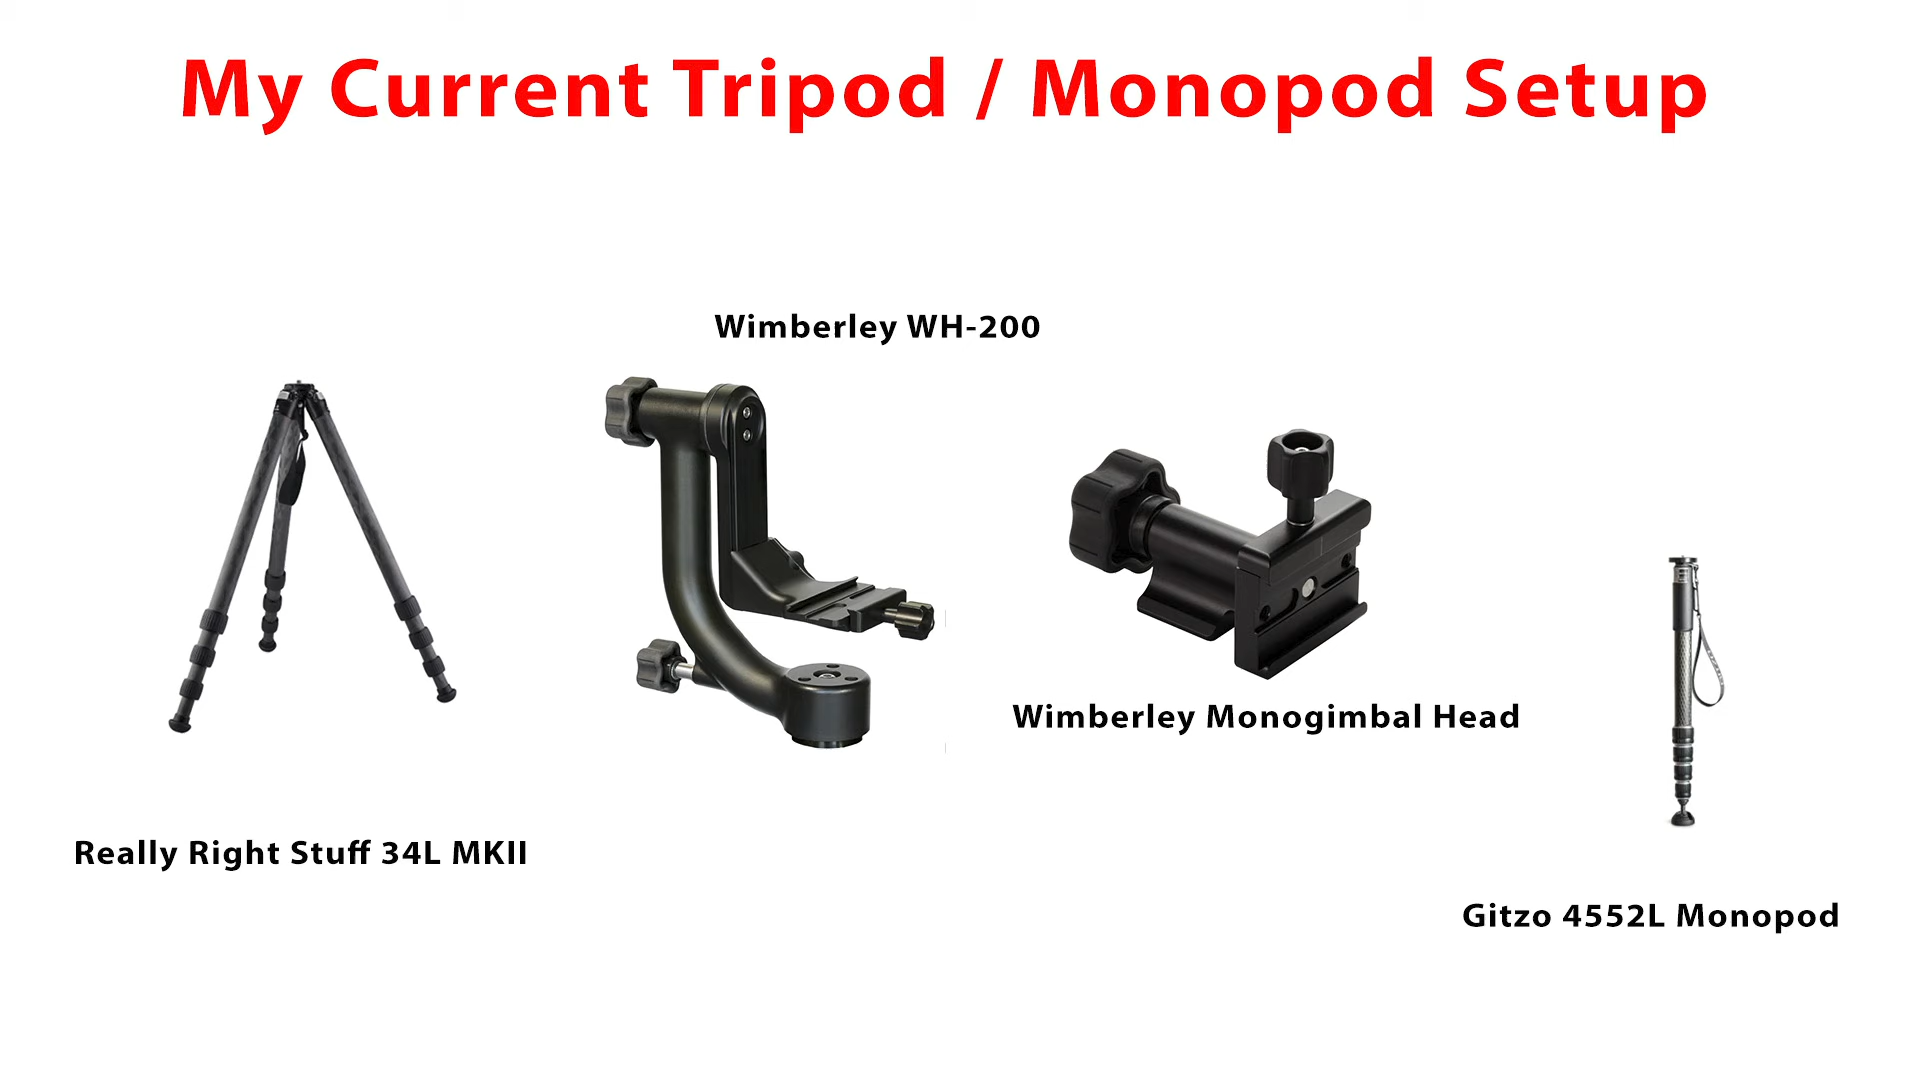 My Current Tripod / Monopod Setup
Wimberley WH-200
Wimberley Monogimbal Head
Really Right Stuff 34L MKII
Gitzo 4552L Monopod